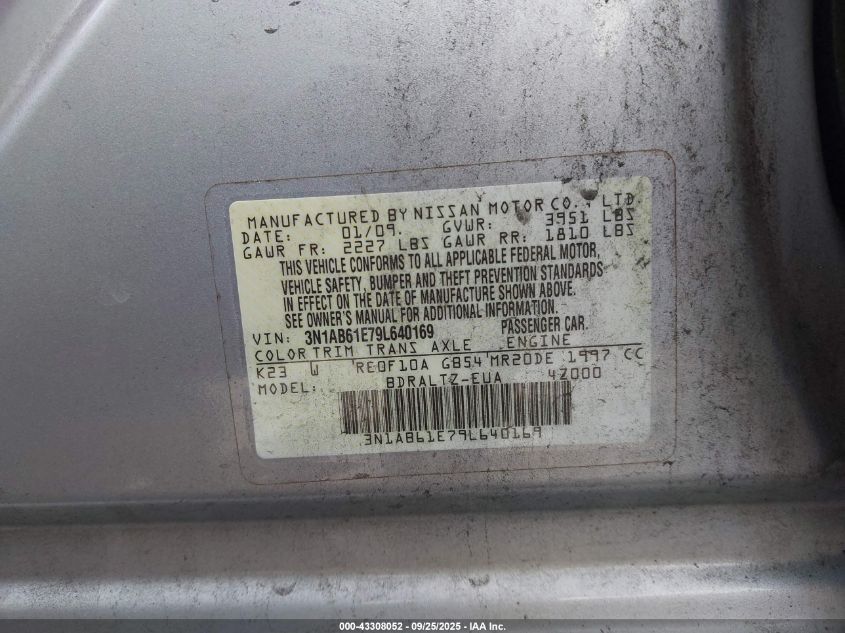 MANUFACTURED BY NISSAN MOTOR CO., LTD.
DATE: 01/09. GVWR: 3951 LBS
GAWR FR: 2227 LBS GAWR RR: 1810 LBS
THIS VEHICLE CONFORMS TO ALL APPLICABLE FEDERAL MOTOR
VEHICLE SAFETY, BUMPER AND THEFT PREVENTION STANDARDS
IN EFFECT ON THE DATE OF MANUFACTURE SHOWN ABOVE.
SEE OWNER'S MANUAL FOR ADDITIONAL INFORMATION.
VIN: 3N1AB61E79L640169 PASSENGER CAR.
COLOR TRIM TRANS AXLE ENGINE
K23 W RE0F10A GB54 MR20DE 1997 CC
MODEL: BDRALTZ-EUA 42000
3N1AB61E79L640169
000-43308052 - 09/25/2025 - IAA Inc.